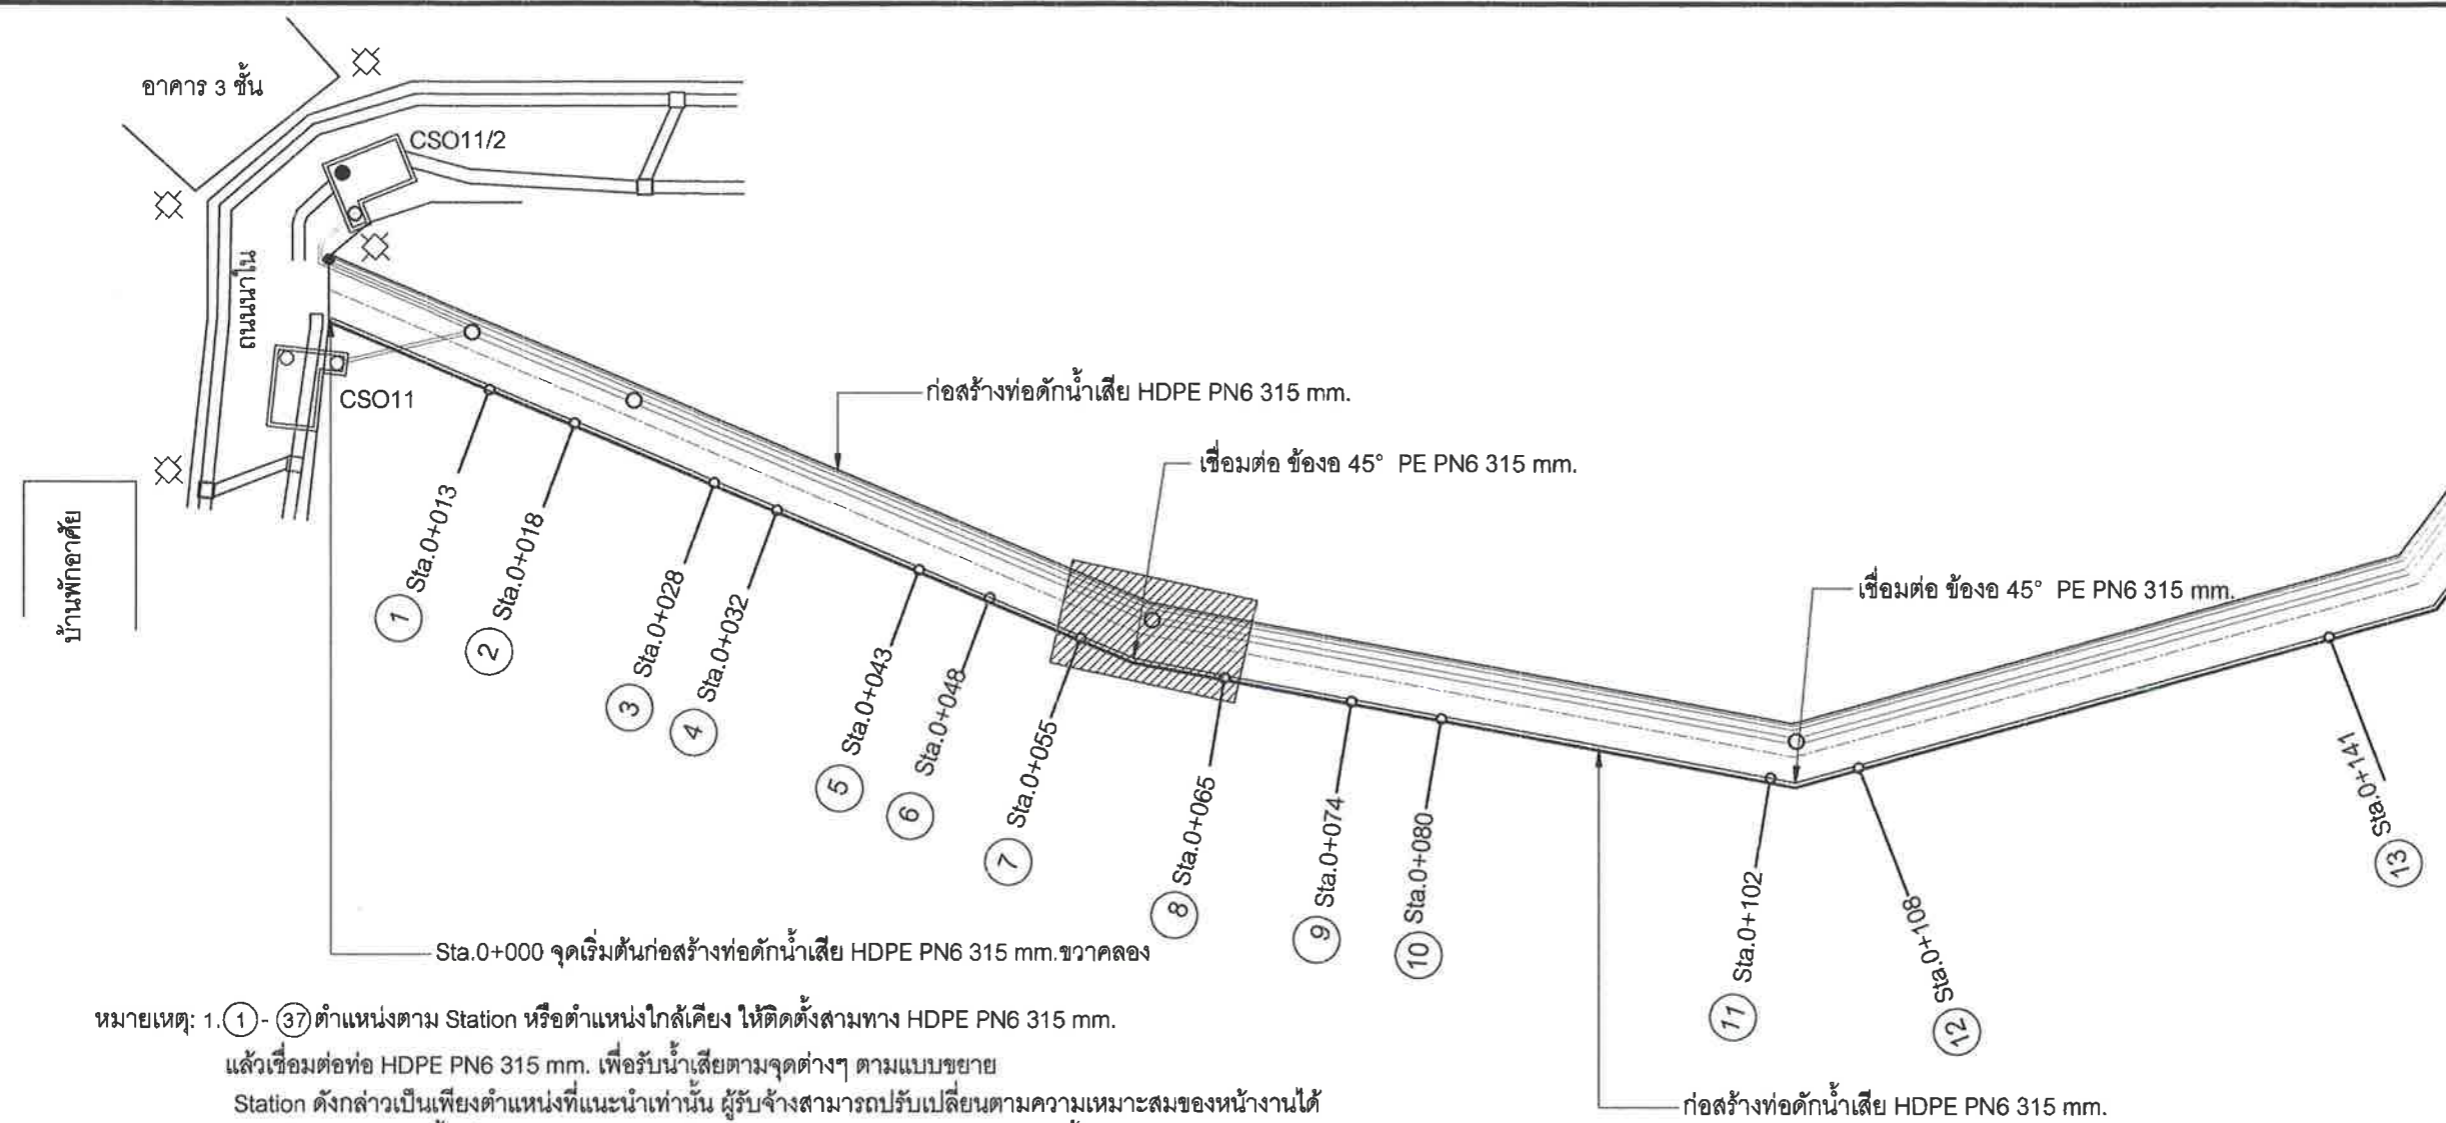 อาคาร 3 ชั้น
CSO11/2
ถนนนาใน
CSO11
บ้านพักอาศัย
ก่อสร้างท่อดักน้ำเสีย HDPE PN6 315 mm.
เชื่อมต่อ ข้องอ 45° PE PN6 315 mm.
เชื่อมต่อ ข้องอ 45° PE PN6 315 mm.
1 Sta.0+013
2 Sta.0+018
3 Sta.0+028
4 Sta.0+032
5 Sta.0+043
6 Sta.0+048
7 Sta.0+055
8 Sta.0+065
9 Sta.0+074
10 Sta.0+080
11 Sta.0+102
12 Sta.0+108
13 Sta.0+141
Sta.0+000 จุดเริ่มต้นก่อสร้างท่อดักน้ำเสีย HDPE PN6 315 mm.ขวาคลอง
หมายเหตุ: 1. 1 - 37 ตำแหน่งตาม Station หรือตำแหน่งใกล้เคียง ให้ติดตั้งสามทาง HDPE PN6 315 mm.
แล้วเชื่อมต่อท่อ HDPE PN6 315 mm. เพื่อรับน้ำเสียตามจุดต่างๆ ตามแบบขยาย
Station ดังกล่าวเป็นเพียงตำแหน่งที่แนะนำเท่านั้น ผู้รับจ้างสามารถปรับเปลี่ยนตามความเหมาะสมของหน้างานได้
ก่อสร้างท่อดักน้ำเสีย HDPE PN6 315 mm.